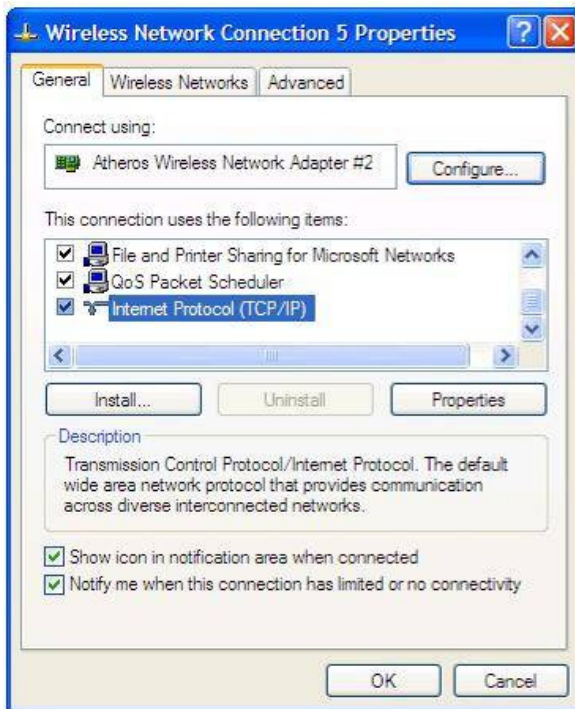 Wireless Network Connection 5 Properties
General Wireless Networks Advanced
Connect using:
Atheros Wireless Network Adapter #2 Configure...
This connection uses the following items:
File and Printer Sharing for Microsoft Networks
QoS Packet Scheduler
Internet Protocol (TCP/IP)
Install... Uninstall Properties
Description
Transmission Control Protocol/Internet Protocol. The default
wide area network protocol that provides communication
across diverse interconnected networks.
Show icon in notification area when connected
Notify me when this connection has limited or no connectivity
OK Cancel